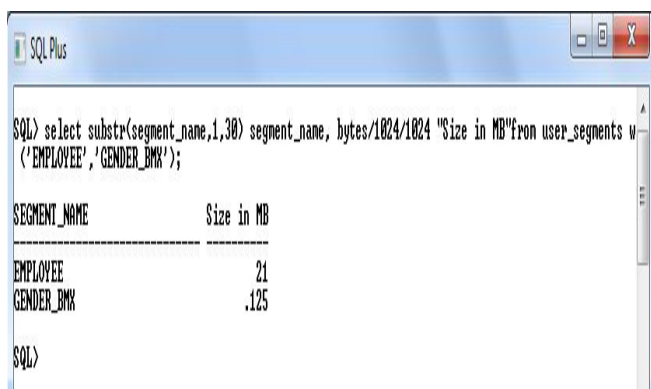 SQL Plus
SQL> select substr(segment_name,1,30) segment_name, bytes/1024/1024 "Size in MB"from user_segments w
('EMPLOYEE','GENDER_BMX');
SEGMENT_NAME Size in MB
------------------------------ ----------
EMPLOYEE 21
GENDER_BMX .125
SQL>